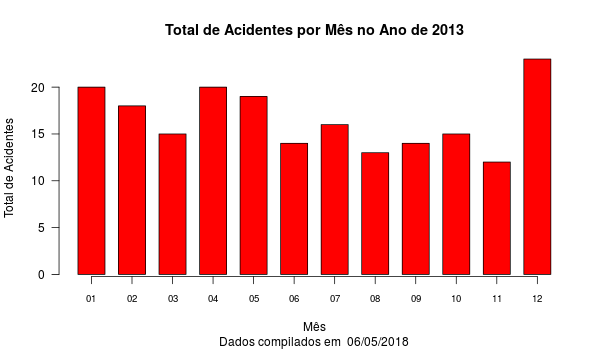 Total de Acidentes por Mês no Ano de 2013
Total de Acidentes
20
15
10
5
0
01 02 03 04 05 06 07 08 09 10 11 12
Mês
Dados compilados em  06/05/2018